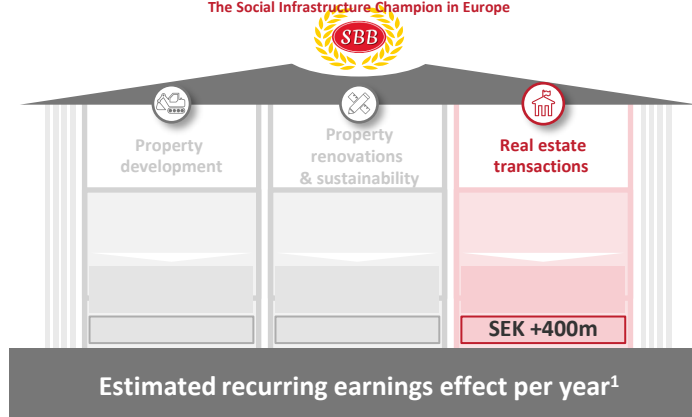 The Social Infrastructure Champion in Europe
SBB
Property
development
Property
renovations
& sustainability
Real estate
transactions
SEK +400m
Estimated recurring earnings effect per year¹